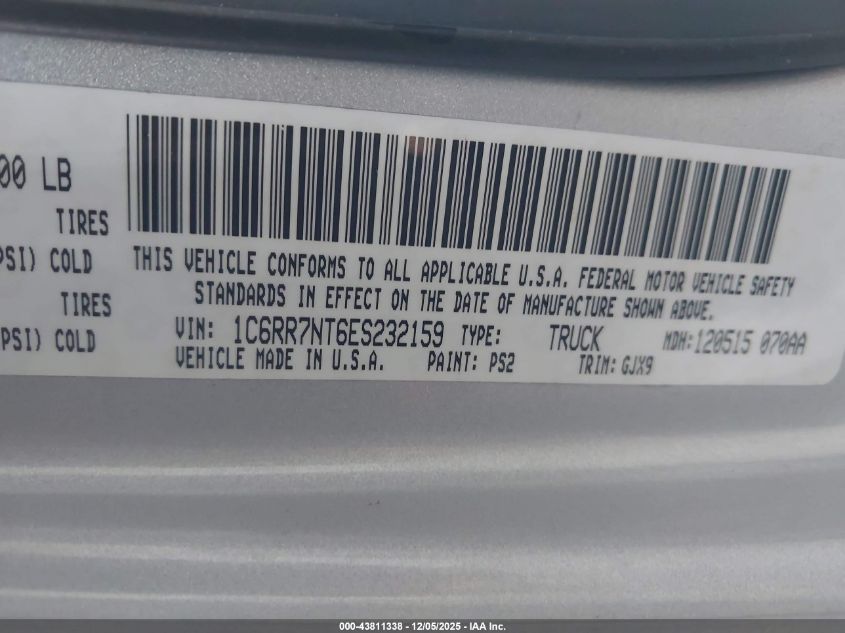 00 LB
TIRES
PSI) COLD
TIRES
PSI) COLD
THIS VEHICLE CONFORMS TO ALL APPLICABLE U.S.A. FEDERAL MOTOR VEHICLE SAFETY
STANDARDS IN EFFECT ON THE DATE OF MANUFACTURE SHOWN ABOVE.
VIN: 1C6RR7NT6ES232159 TYPE: TRUCK MDH:120515 070AA
VEHICLE MADE IN U.S.A. PAINT: PS2 TRIM: GJX9
000-43811338 - 12/05/2025 - IAA Inc.